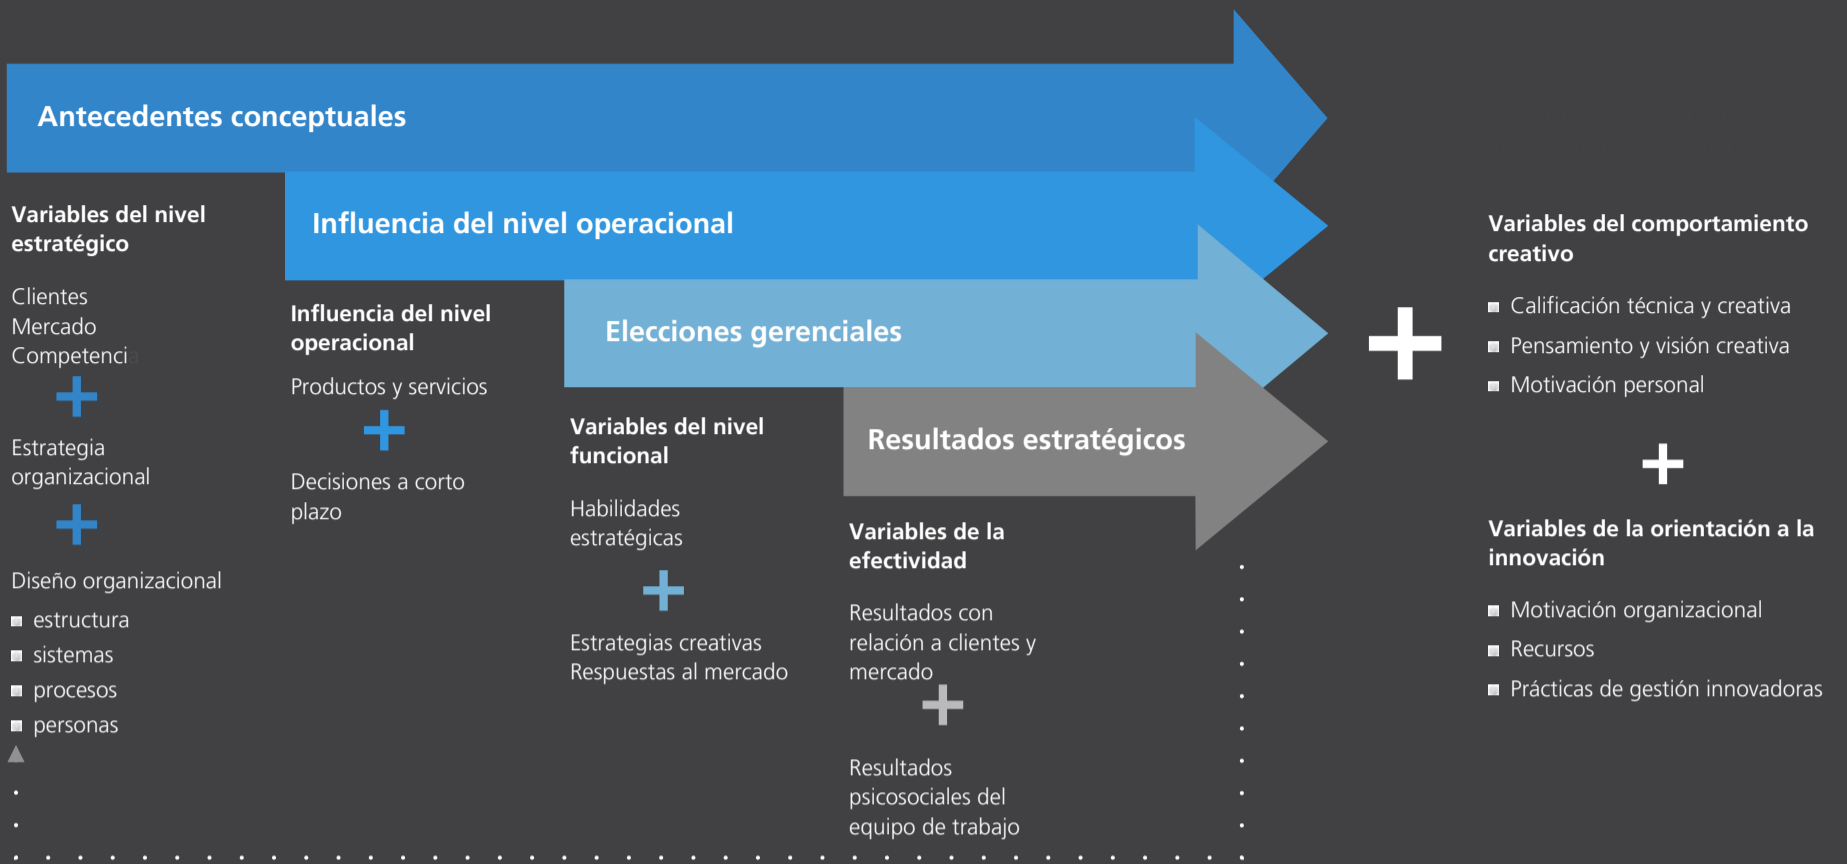 Antecedentes conceptuales
Variables del nivel
estratégico
Clientes
Mercado
Competencia
Estrategia
organizacional
Diseño organizacional
estructura
sistemas
procesos
personas
Influencia del nivel operacional
Influencia del nivel
operacional
Productos y servicios
Decisiones a corto
plazo
Elecciones gerenciales
Variables del nivel
funcional
Habilidades
estratégicas
Estrategias creativas
Respuestas al mercado
Resultados estratégicos
Variables de la
efectividad
Resultados con
relación a clientes y
mercado
Resultados
psicosociales del
equipo de trabajo
Variables del comportamiento
creativo
Calificación técnica y creativa
Pensamiento y visión creativa
Motivación personal
Variables de la orientación a la
innovación
Motivación organizacional
Recursos
Prácticas de gestión innovadoras